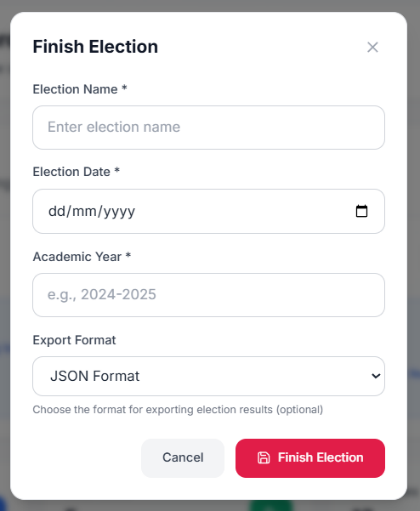 Finish Election
Election Name *
Enter election name
Election Date *
dd/mm/yyyy
Academic Year *
e.g., 2024-2025
Export Format
JSON Format
Choose the format for exporting election results (optional)
Cancel
Finish Election